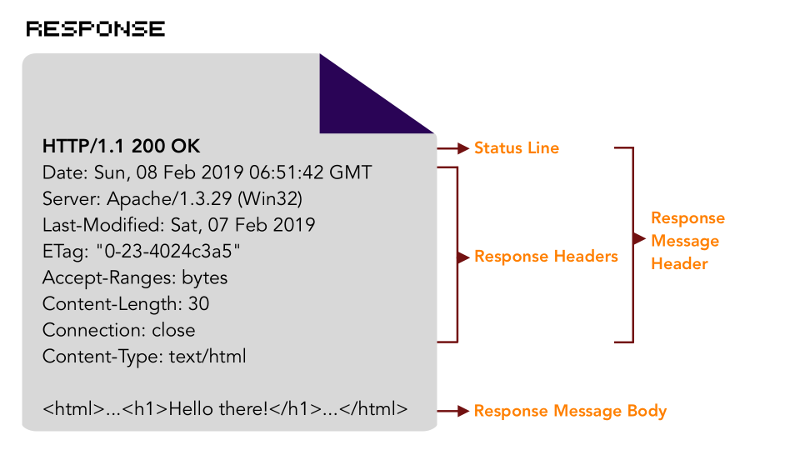 RESPONSE
HTTP/1.1 200 OK
Date: Sun, 08 Feb 2019 06:51:42 GMT
Server: Apache/1.3.29 (Win32)
Last-Modified: Sat, 07 Feb 2019
ETag: "0-23-4024c3a5"
Accept-Ranges: bytes
Content-Length: 30
Connection: close
Content-Type: text/html
<html>...<h1>Hello there!</h1>...</html>
Status Line
Response Headers
Response
Message
Header
Response Message Body